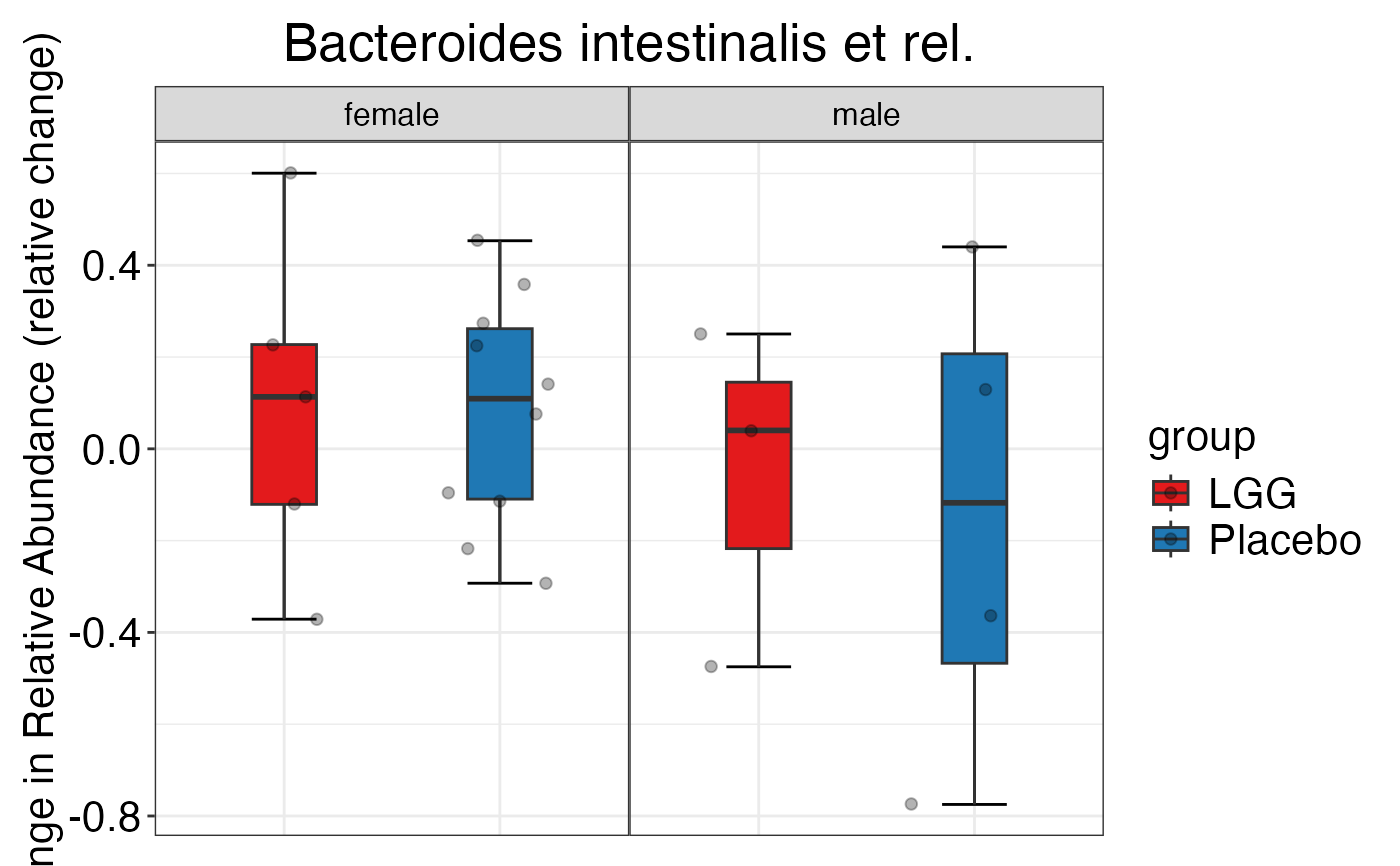 Bacteroides intestinalis et rel.
female
male
nge in Relative Abundance (relative change)
0.4
0.0
-0.4
-0.8
group
LGG
Placebo